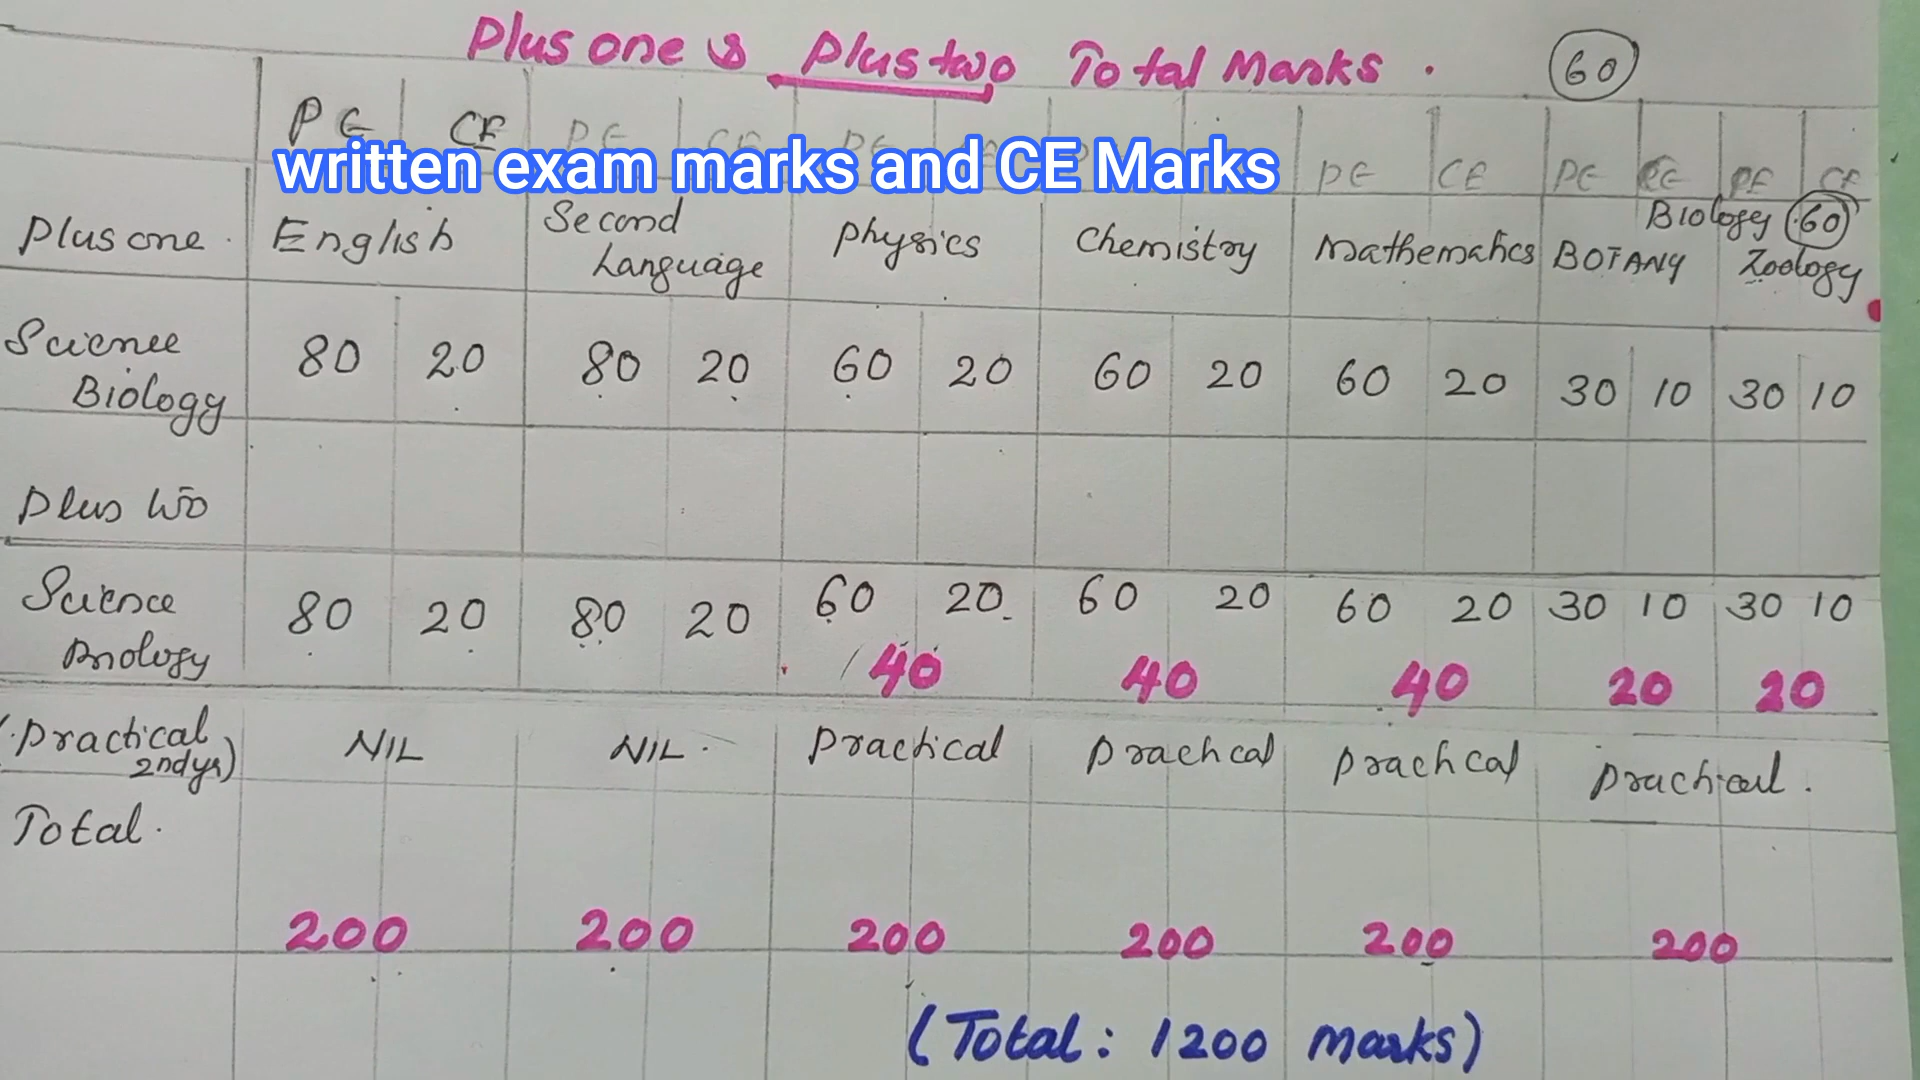 Plus one & Plus two Total Marks. 60
PE CE PE CE PE PE CE PE CE PE CE
written exam marks and CE Marks
Plus one. English Second Language Physics Chemistry Mathematics BOTANY Biology 60 Zoology
Science Biology 80 20 80 20 60 20 60 20 60 20 30 10 30 10
Plus two
Science Biology 80 20 80 20 60 20 60 20 60 20 30 10 30 10
40 40 40 20 20
(Practical 2nd yr) NIL NIL. Practical Practical Practical Practical.
Total.
200 200 200 200 200 200
(Total: 1200 marks)